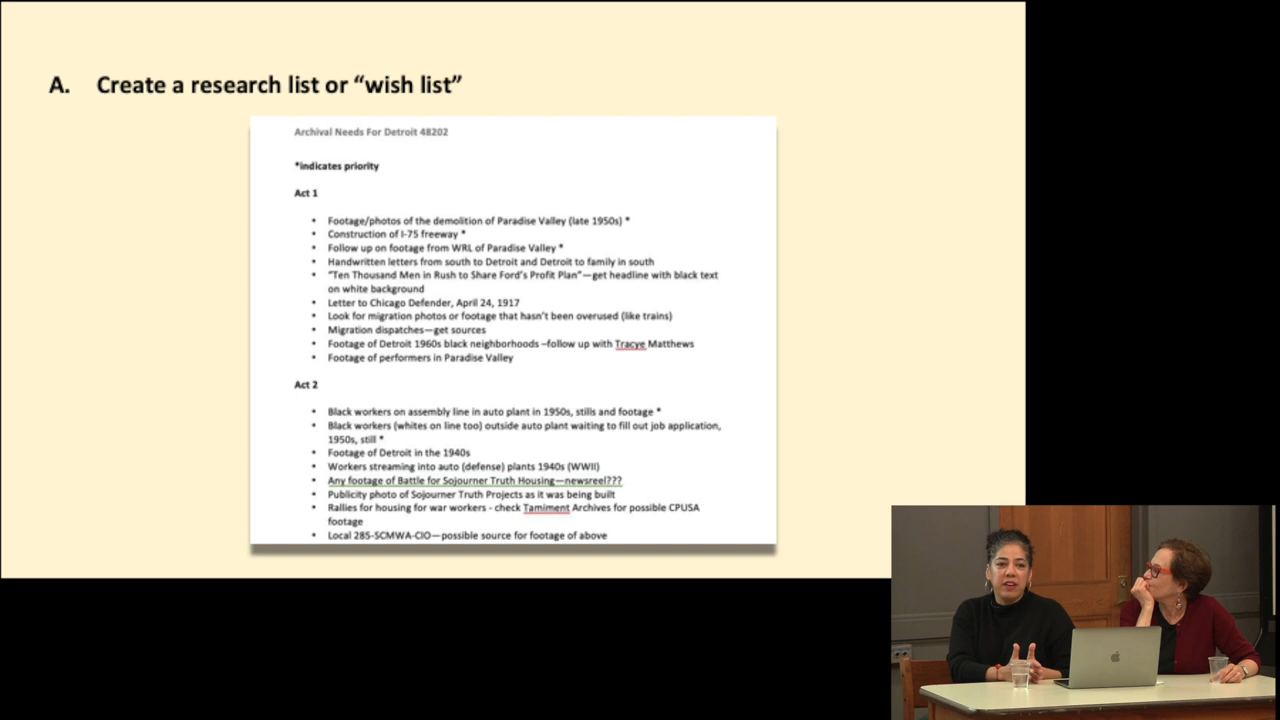 A. Create a research list or “wish list”
Archival Needs For Detroit 48202
*indicates priority
Act 1
• Footage/photos of the demolition of Paradise Valley (late 1950s) *
• Construction of I-75 freeway *
• Follow up on footage from WRL of Paradise Valley *
• Handwritten letters from south to Detroit and Detroit to family in south
• “Ten Thousand Men in Rush to Share Ford’s Profit Plan”—get headline with black text
on white background
• Letter to Chicago Defender, April 24, 1917
• Look for migration photos or footage that hasn’t been overused (like trains)
• Migration dispatches—get sources
• Footage of Detroit 1960s black neighborhoods –follow up with Tracye Matthews
• Footage of performers in Paradise Valley
Act 2
• Black workers on assembly line in auto plant in 1950s, stills and footage *
• Black workers (whites on line too) outside auto plant waiting to fill out job application,
1950s, still *
• Footage of Detroit in the 1940s
• Workers streaming into auto (defense) plants 1940s (WWII)
• Any footage of Battle for Sojourner Truth Housing—newsreel???
• Publicity photo of Sojourner Truth Projects as it was being built
• Rallies for housing for war workers - check Tamiment Archives for possible CPUSA
footage
• Local 285-SCMWA-CIO—possible source for footage of above